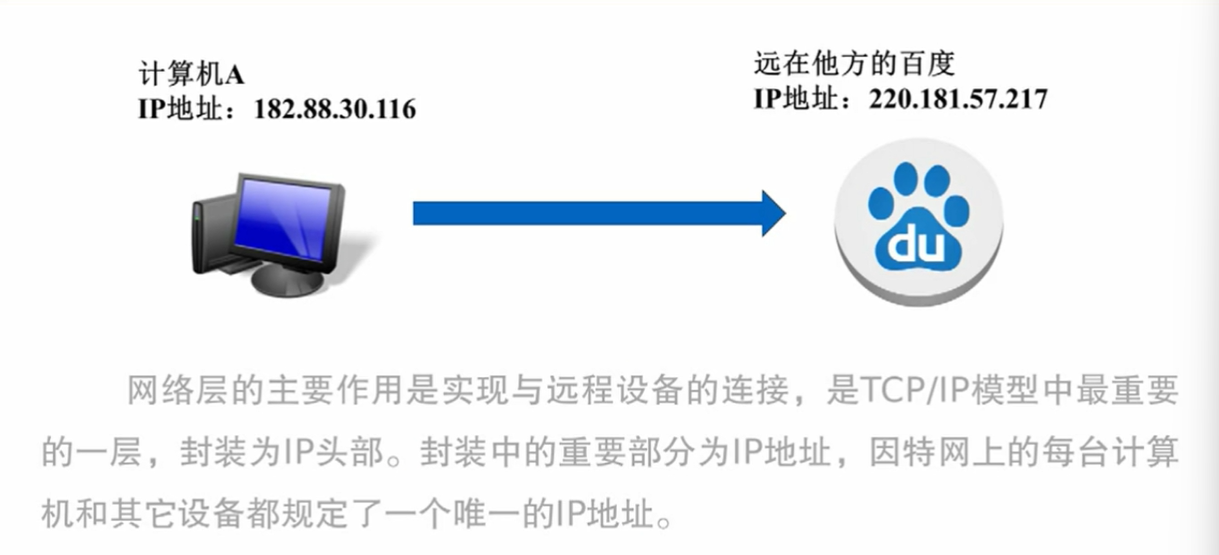 计算机A
IP地址：182.88.30.116
远在他方的百度
IP地址：220.181.57.217
du
网络层的主要作用是实现与远程设备的连接，是TCP/IP模型中最重要
的一层，封装为IP头部。封装中的重要部分为IP地址，因特网上的每台计算
机和其它设备都规定了一个唯一的IP地址。